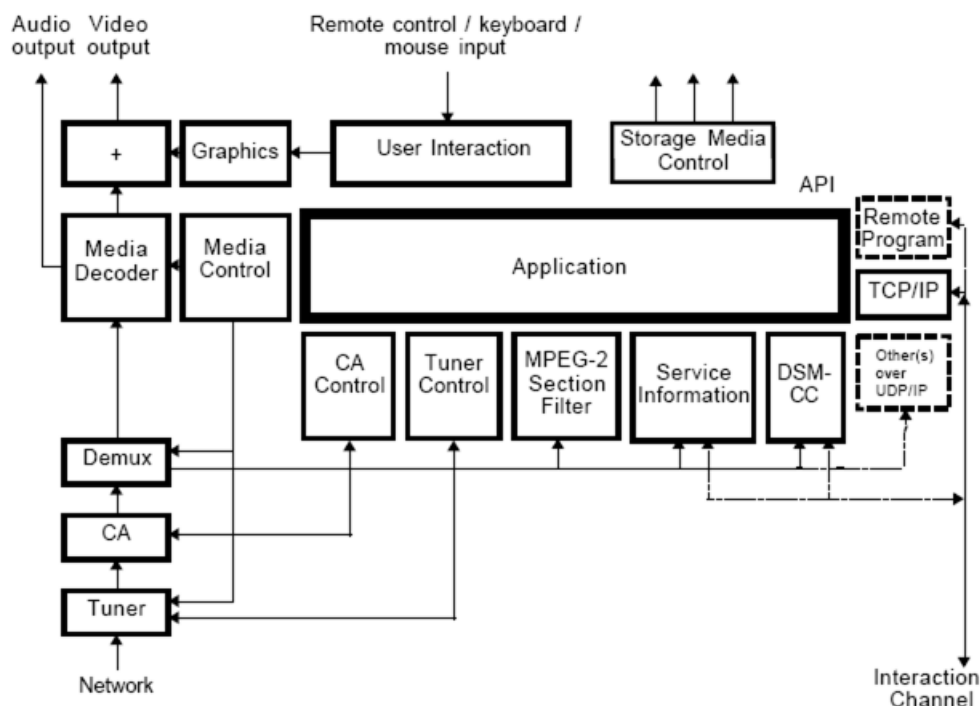 Audio Video
output output
Remote control / keyboard /
mouse input
+
Graphics
User Interaction
Storage Media
Control
API
Media
Decoder
Media
Control
Application
Remote
Program
TCP/IP
CA
Control
Tuner
Control
MPEG-2
Section
Filter
Service
Information
DSM-
CC
Other(s)
over
UDP/IP
Demux
CA
Tuner
Network
Interaction
Channel